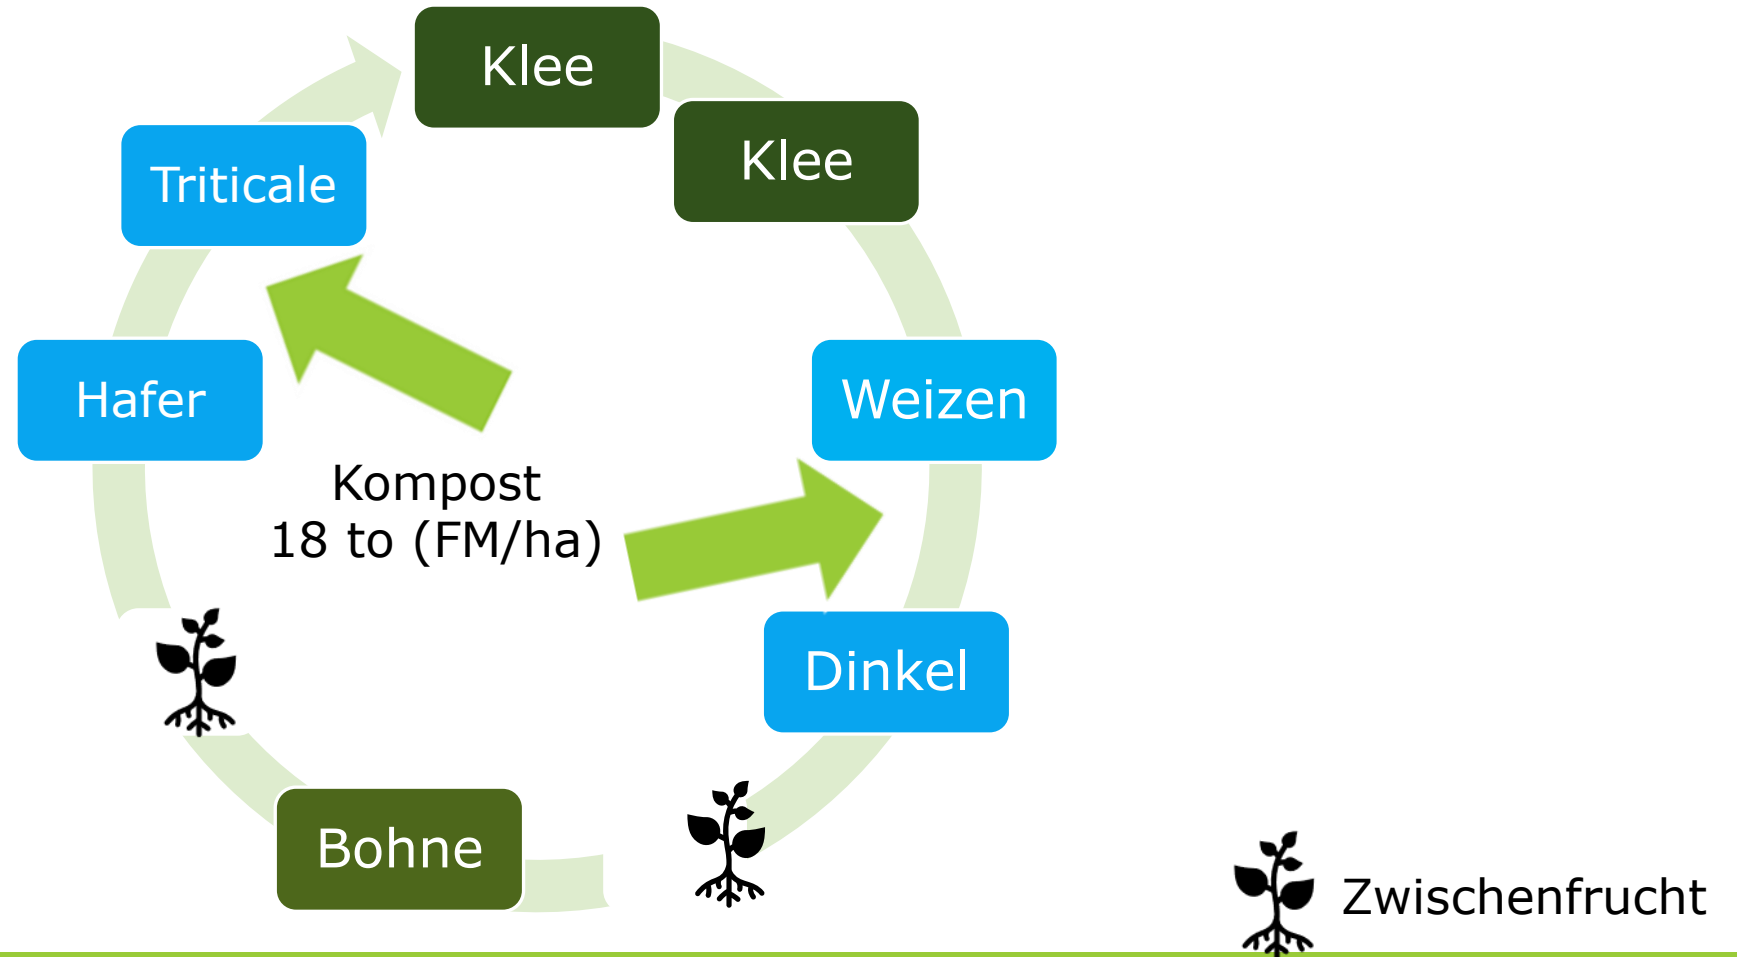 Klee
Klee
Triticale
Hafer
Weizen
Kompost
18 to (FM/ha)
Dinkel
Bohne
Zwischenfrucht